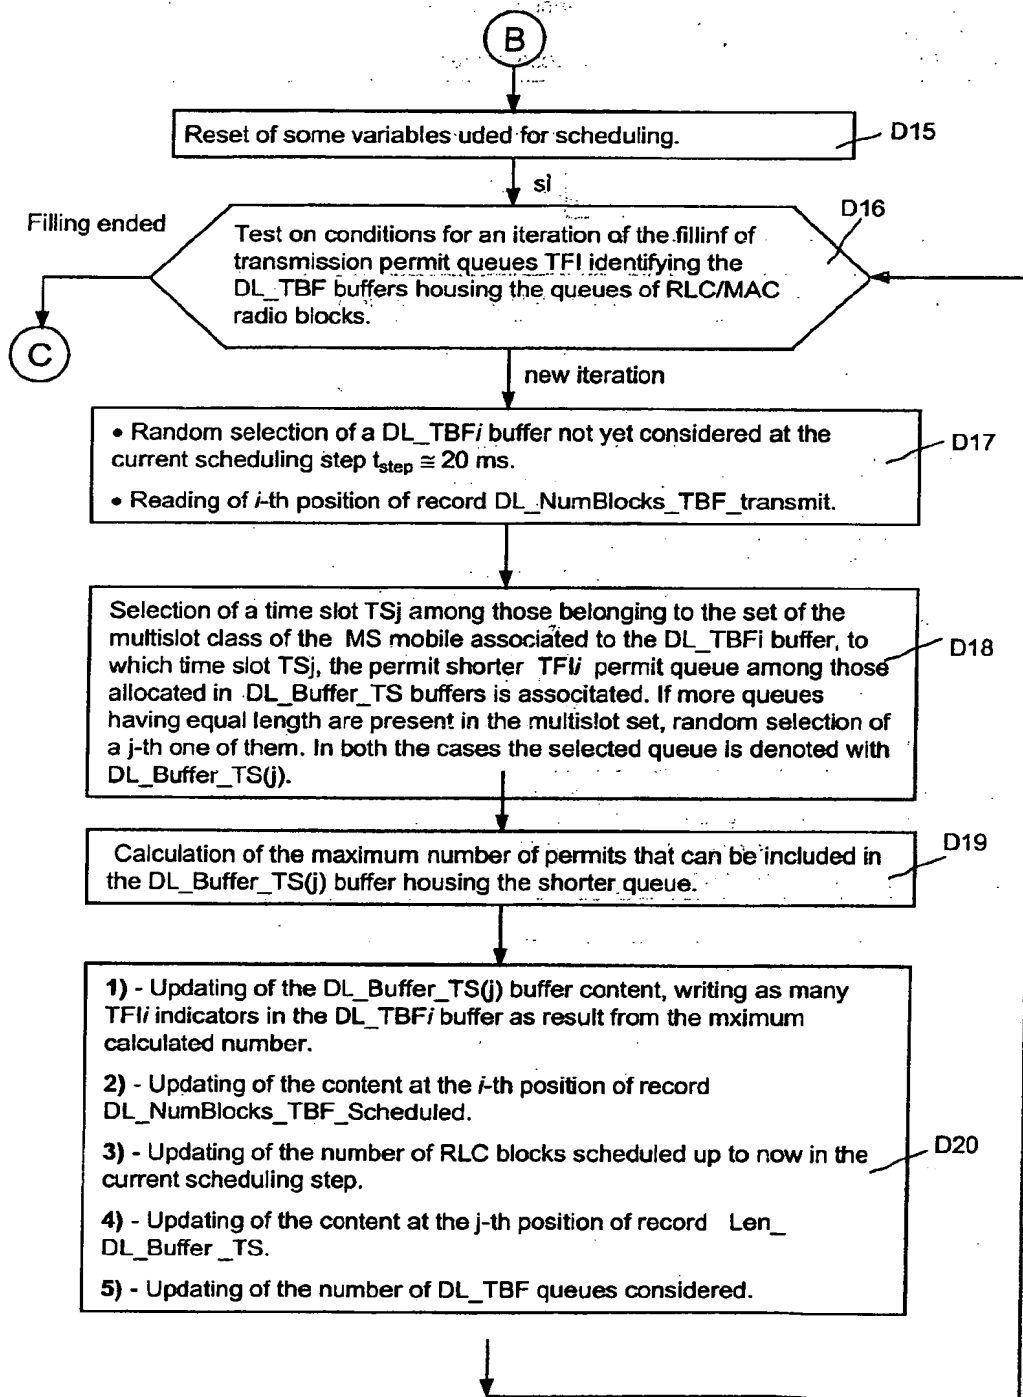 B
Reset of some variables uded for scheduling.
D15
si
Filling ended
D16
Test on conditions for an iteration of the fillinf of
transmission permit queues TFI identifying the
DL_TBF buffers housing the queues of RLC/MAC
radio blocks.
C
new iteration
• Random selection of a DL_TBFi buffer not yet considered at the
current scheduling step tstep ≅ 20 ms.
• Reading of i-th position of record DL_NumBlocks_TBF_transmit.
D17
Selection of a time slot TSj among those belonging to the set of the
multislot class of the MS mobile associated to the DL_TBFi buffer, to
which time slot TSj, the permit shorter TFIi permit queue among those
allocated in DL_Buffer_TS buffers is associtated. If more queues
having equal length are present in the multislot set, random selection of
a j-th one of them. In both the cases the selected queue is denoted with
DL_Buffer_TS(j).
D18
Calculation of the maximum number of permits that can be included in
the DL_Buffer_TS(j) buffer housing the shorter queue.
D19
1) - Updating of the DL_Buffer_TS(j) buffer content, writing as many
TFIi indicators in the DL_TBFi buffer as result from the mximum
calculated number.
2) - Updating of the content at the i-th position of record
DL_NumBlocks_TBF_Scheduled.
3) - Updating of the number of RLC blocks scheduled up to now in the
current scheduling step.
4) - Updating of the content at the j-th position of record Len_
DL_Buffer _TS.
5) - Updating of the number of DL_TBF queues considered.
D20